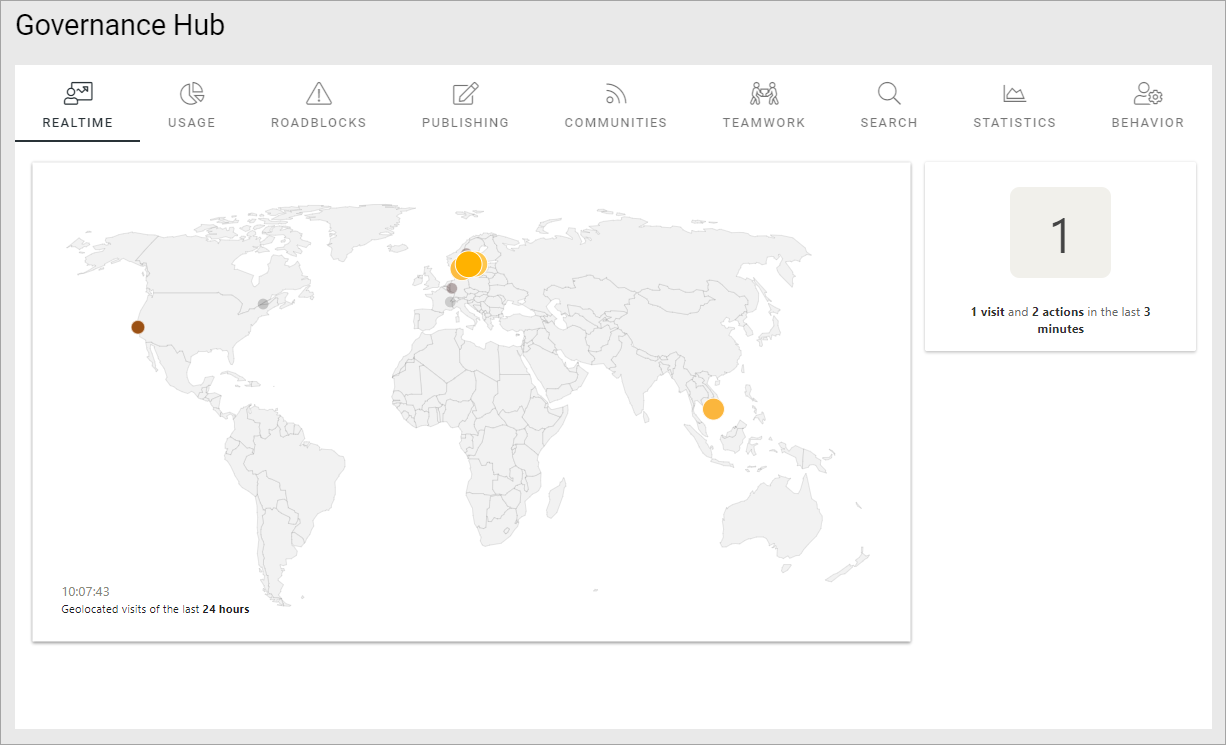 Governance Hub
REALTIME
USAGE
ROADBLOCKS
PUBLISHING
COMMUNITIES
TEAMWORK
SEARCH
STATISTICS
BEHAVIOR
1
1 visit and 2 actions in the last 3
minutes
10:07:43
Geolocated visits of the last 24 hours